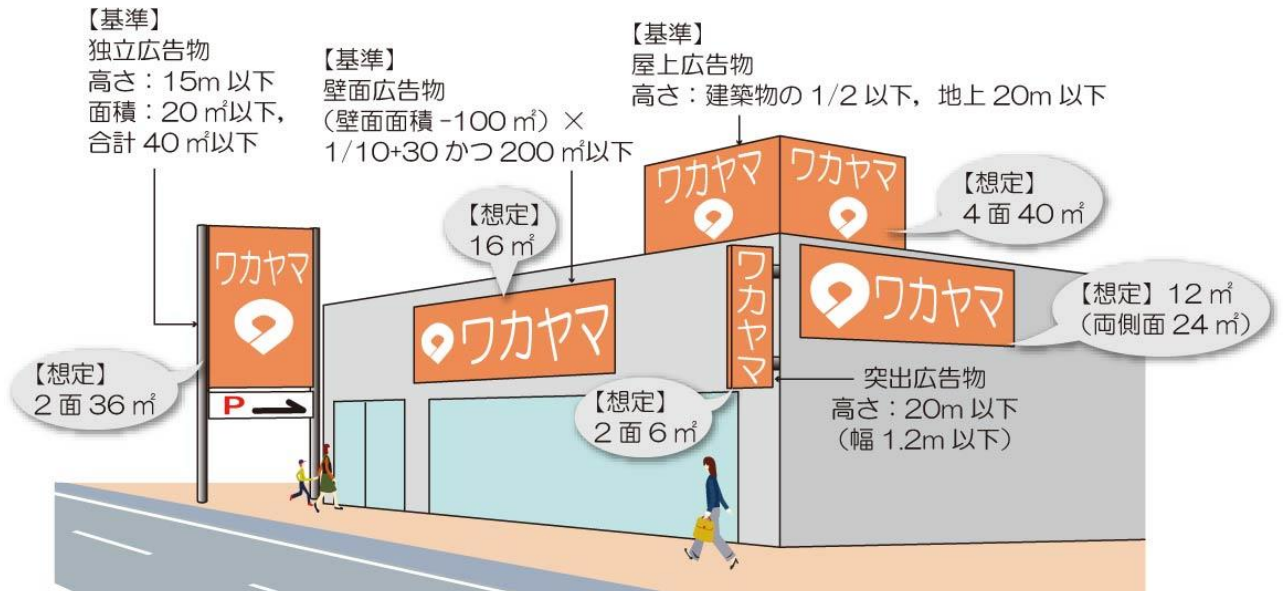 【基準】
独立広告物
高さ：15m 以下
面積：20 ㎡以下，
合計 40 ㎡以下
【基準】
壁面広告物
（壁面面積 -100 ㎡）×
1/10+30 かつ 200 ㎡以下
【基準】
屋上広告物
高さ：建築物の 1/2 以下，地上 20m 以下
ワカヤマ
ワカヤマ
【想定】
4 面 40 ㎡
【想定】
16 ㎡
ワカヤマ
ワカヤマ
ワカヤマ
ワカヤマ
【想定】12 ㎡
（両側面 24 ㎡）
【想定】
2 面 36 ㎡
P
【想定】
2 面 6 ㎡
突出広告物
高さ：20m 以下
（幅 1.2m 以下）